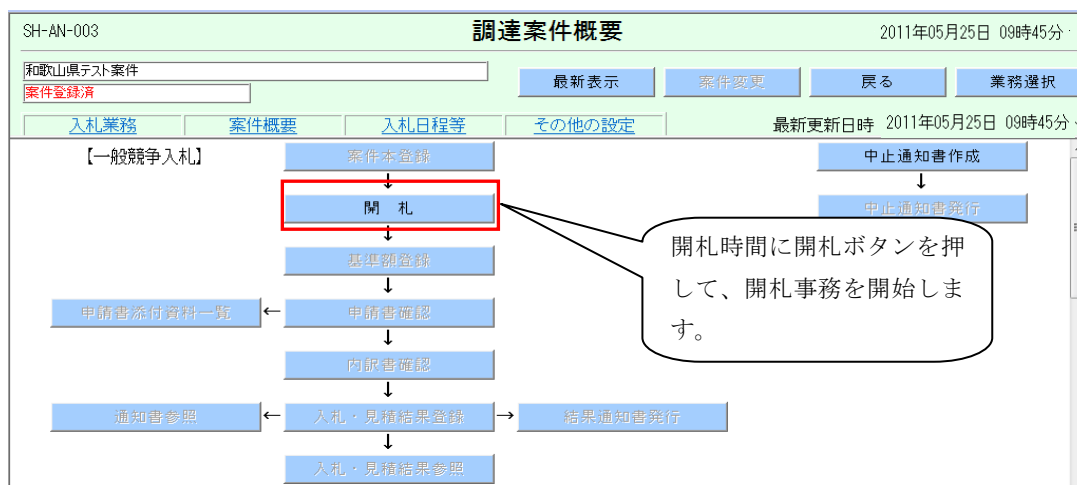 SH-AN-003
調達案件概要
2011年05月25日 09時45分
和歌山県テスト案件
案件登録済
最新表示
案件変更
戻る
業務選択
入札業務
案件概要
入札日程等
その他の設定
最新更新日時 2011年05月25日 09時45分
【一般競争入札】
案件本登録
中止通知書作成
↓
↓
開 札
中止通知書発行
↓
開札時間に開札ボタンを押
して、開札事務を開始しま
す。
基準額登録
↓
申請書添付資料一覧
←
申請書確認
↓
内訳書確認
↓
通知書参照
←
入札・見積結果登録
→
結果通知書発行
↓
入札・見積結果参照